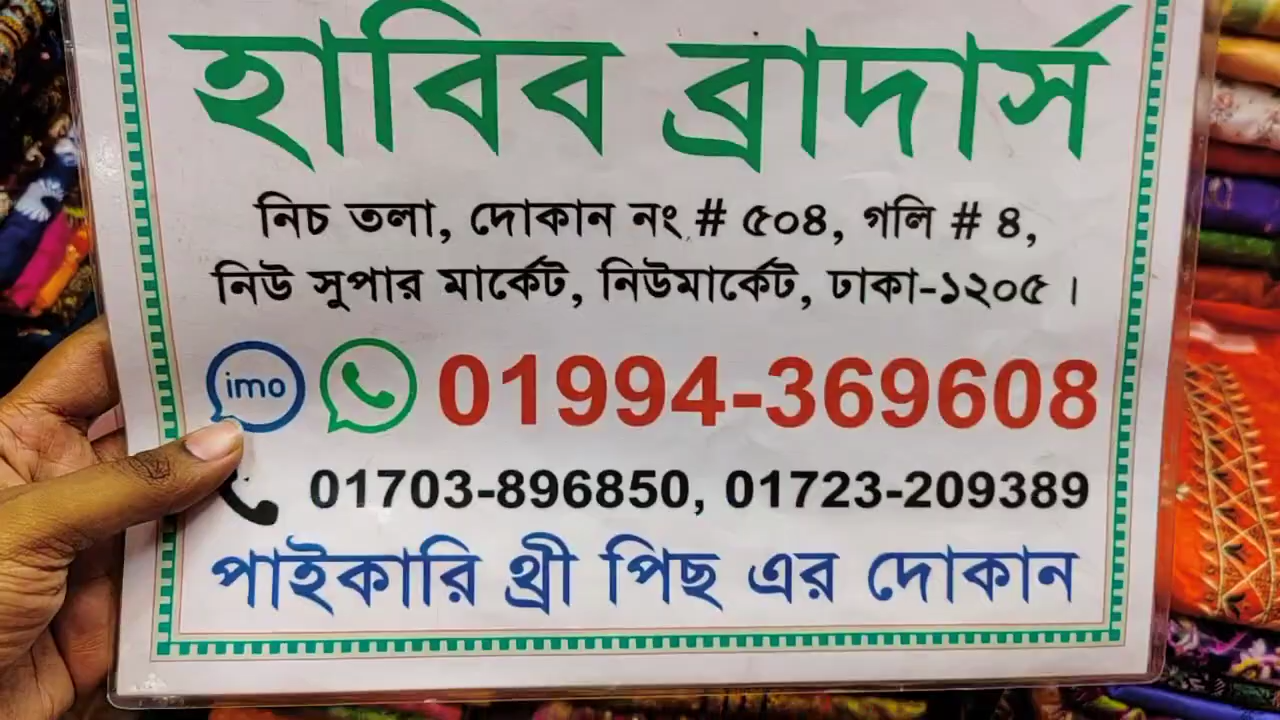 হাবিব ব্রাদার্স
নিচ তলা, দোকান নং # ৫০৪, গলি # ৪,
নিউ সুপার মার্কেট, নিউমার্কেট, ঢাকা-১২০৫ ।
imo 01994-369608
01703-896850, 01723-209389
পাইকারি থ্রী পিছ এর দোকান